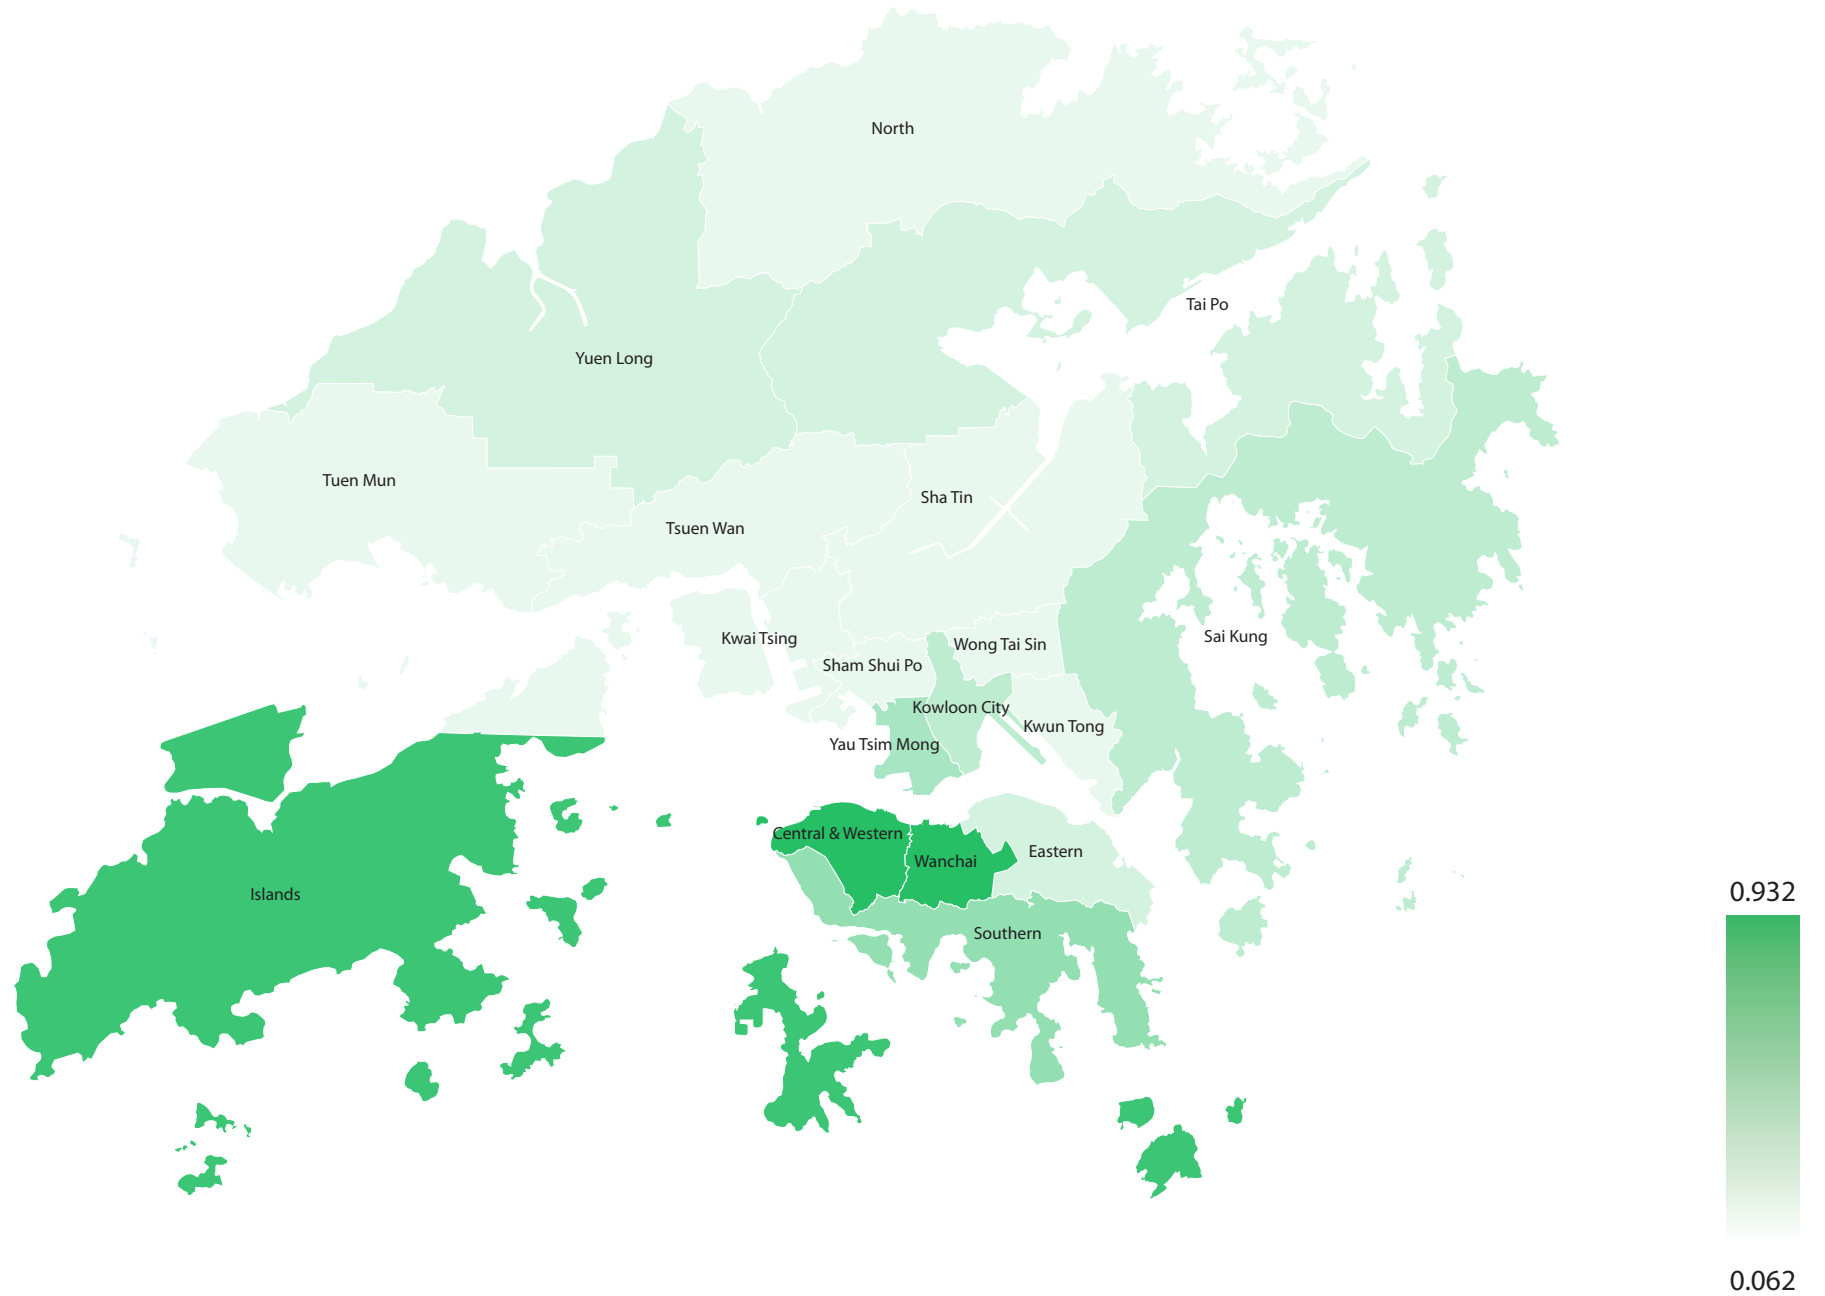 North
Tai Po
Yuen Long
Tuen Mun
Sha Tin
Tsuen Wan
Sai Kung
Kwai Tsing
Wong Tai Sin
Sham Shui Po
Kowloon City
Kwun Tong
Yau Tsim Mong
Central & Western
Eastern
Wanchai
Islands
Southern
0.932
0.062